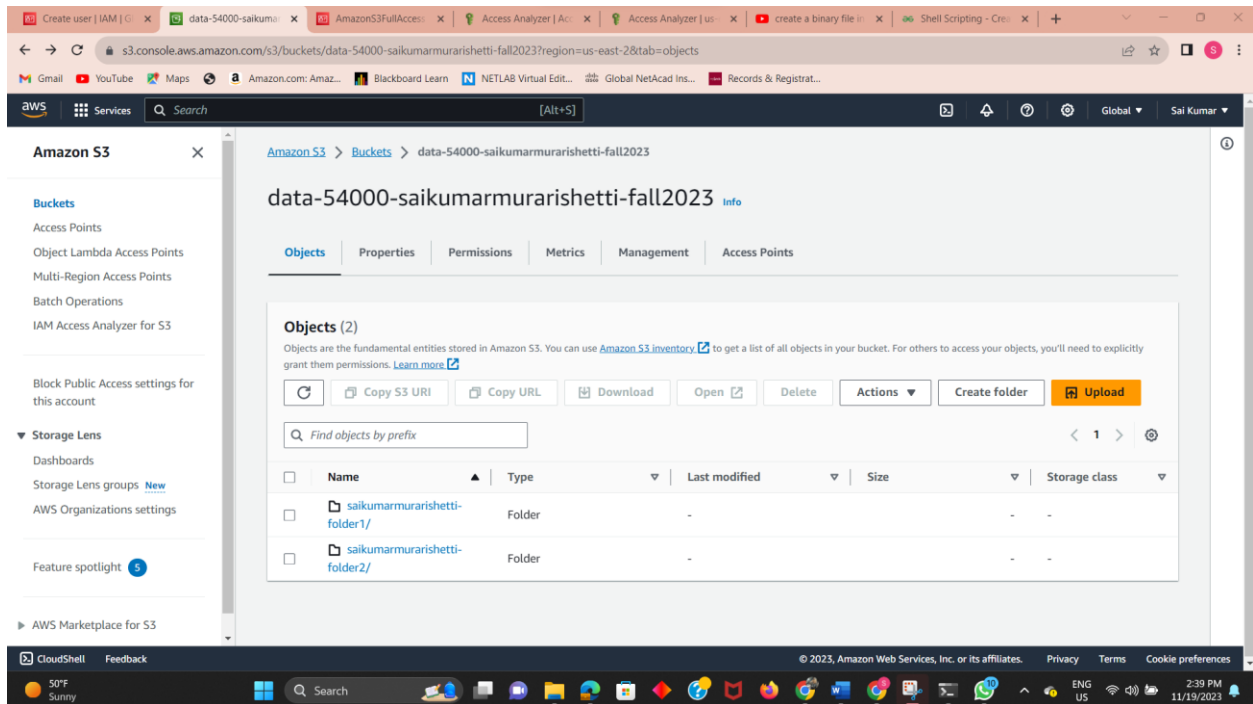 Create user | IAM | Gl
data-54000-saikumar
AmazonS3FullAccess
Access Analyzer | Acc
Access Analyzer | us-
create a binary file in
Shell Scripting - Crea
s3.console.aws.amazon.com/s3/buckets/data-54000-saikumarmurarishetti-fall2023?region=us-east-2&tab=objects
S
Gmail YouTube Maps Amazon.com: Amaz... Blackboard Learn NETLAB Virtual Edit... Global NetAcad Ins... Records & Registrat...
aws Services Search [Alt+S] Global Sai Kumar
Amazon S3
Buckets
Access Points
Object Lambda Access Points
Multi-Region Access Points
Batch Operations
IAM Access Analyzer for S3
Block Public Access settings for
this account
Storage Lens
Dashboards
Storage Lens groups New
AWS Organizations settings
Feature spotlight 5
AWS Marketplace for S3
Amazon S3 > Buckets > data-54000-saikumarmurarishetti-fall2023
data-54000-saikumarmurarishetti-fall2023 Info
Objects Properties Permissions Metrics Management Access Points
Objects (2)
Objects are the fundamental entities stored in Amazon S3. You can use Amazon S3 inventory to get a list of all objects in your bucket. For others to access your objects, you'll need to explicitly
grant them permissions. Learn more
Copy S3 URI Copy URL Download Open Delete Actions Create folder Upload
Find objects by prefix
1
Name Type Last modified Size Storage class
saikumarmurarishetti-
folder1/
Folder - - -
saikumarmurarishetti-
folder2/
Folder - - -
CloudShell Feedback © 2023, Amazon Web Services, Inc. or its affiliates. Privacy Terms Cookie preferences
50°F
Sunny
Search
10
ENG
US
2:39 PM
11/19/2023